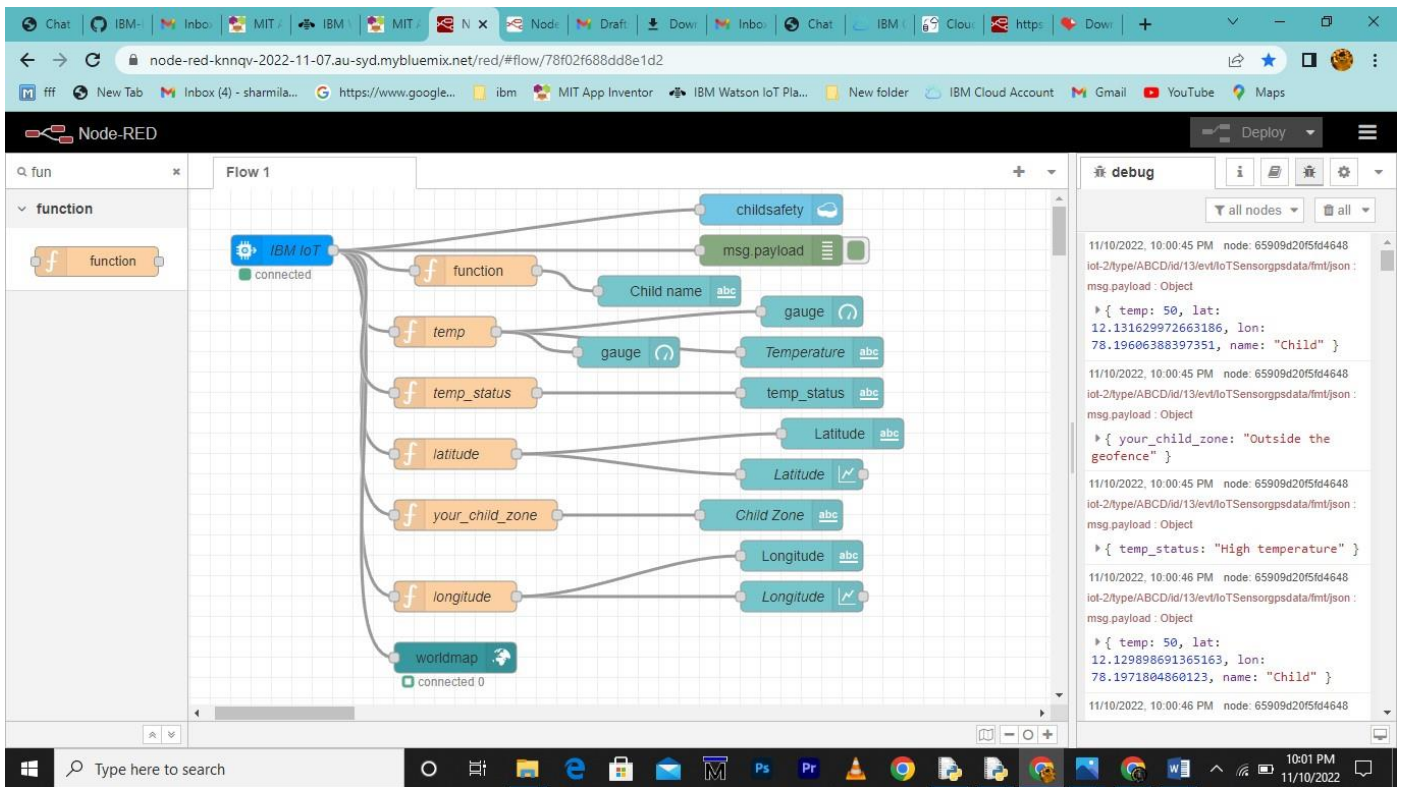 Chat
IBM-
Inbo
MIT A
IBM W
MIT A
N
Node
Draft
Down
Inbo
Chat
IBM C
Clou
https
Down
node-red-knnqv-2022-11-07.au-syd.mybluemix.net/red/#flow/78f02f688dd8e1d2
fff
New Tab
Inbox (4) - sharmila...
https://www.google...
ibm
MIT App Inventor
IBM Watson IoT Pla...
New folder
IBM Cloud Account
Gmail
YouTube
Maps
Node-RED
Deploy
fun
Flow 1
debug
function
all nodes
all
function
IBM IoT
connected
childsafety
msg.payload
function
Child name
abc
temp
gauge
gauge
Temperature
abc
temp_status
temp_status
abc
latitude
Latitude
abc
Latitude
your_child_zone
Child Zone
abc
longitude
Longitude
abc
Longitude
worldmap
connected 0
11/10/2022, 10:00:45 PM node: 65909d20f5fd4648
iot-2/type/ABCD/id/13/evt/IoTSensorgpsdata/fmt/json :
msg.payload : Object
{ temp: 50, lat:
12.131629972663186, lon:
78.19606388397351, name: "Child" }
11/10/2022, 10:00:45 PM node: 65909d20f5fd4648
iot-2/type/ABCD/id/13/evt/IoTSensorgpsdata/fmt/json :
msg.payload : Object
{ your_child_zone: "Outside the
geofence" }
11/10/2022, 10:00:45 PM node: 65909d20f5fd4648
iot-2/type/ABCD/id/13/evt/IoTSensorgpsdata/fmt/json :
msg.payload : Object
{ temp_status: "High temperature" }
11/10/2022, 10:00:46 PM node: 65909d20f5fd4648
iot-2/type/ABCD/id/13/evt/IoTSensorgpsdata/fmt/json :
msg.payload : Object
{ temp: 50, lat:
12.129898691365163, lon:
78.1971804860123, name: "Child" }
11/10/2022, 10:00:46 PM node: 65909d20f5fd4648
Type here to search
Ps
Pr
10:01 PM
11/10/2022